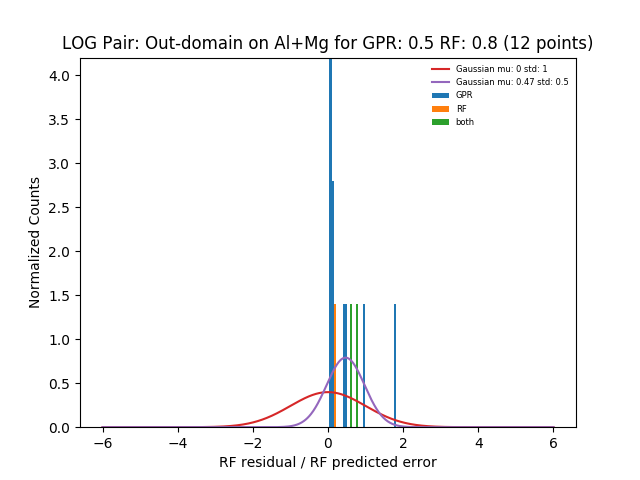 LOG Pair: Out-domain on Al+Mg for GPR: 0.5 RF: 0.8 (12 points)
Gaussian mu: 0 std: 1
Gaussian mu: 0.47 std: 0.5
GPR
RF
both
Normalized Counts
4.0
3.5
3.0
2.5
2.0
1.5
1.0
0.5
0.0
−6 −4 −2 0 2 4 6
RF residual / RF predicted error